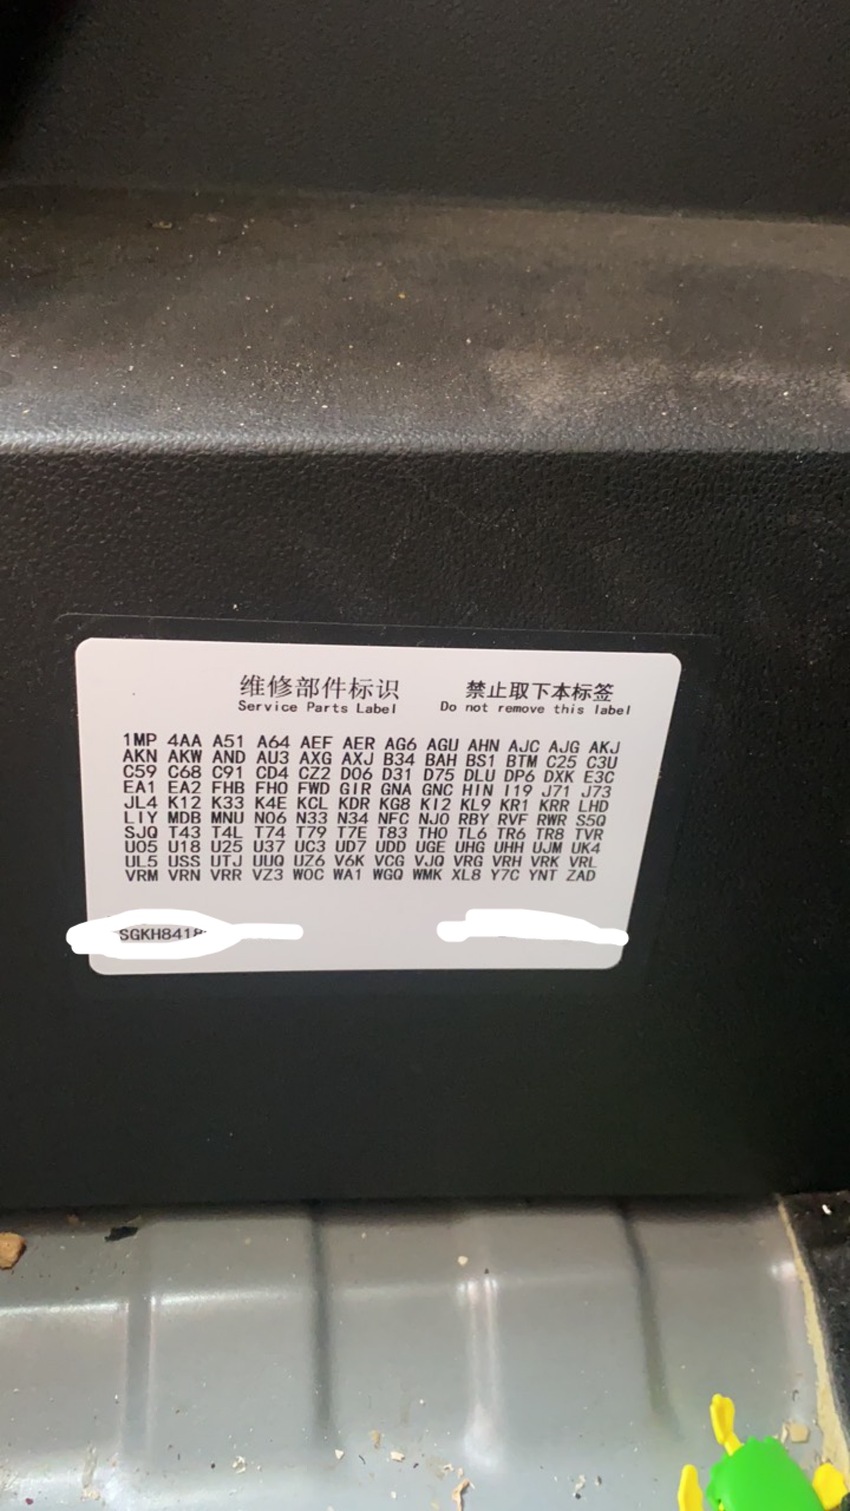 维修部件标识 禁止取下本标签
Service Parts Label Do not remove this label
1MP 4AA A51 A64 AEF AER AG6 AGU AHN AJC AJG AKJ
AKN AKW AND AU3 AXG AXJ B34 BAH BS1 BTM C25 C3U
C59 C68 C91 CD4 CZ2 D06 D31 D75 DLU DP6 DXK E3C
EA1 EA2 FHB FHO FWD GIR GNA GNC HIN I19 J71 J73
JL4 K12 K33 K4E KCL KDR KG8 KI2 KL9 KR1 KRR LHD
LIY MDB MNU N06 N33 N34 NFC NJ0 RBY RVF RWR S5Q
SJQ T43 T4L T74 T79 T7E T83 TH0 TL6 TR6 TR8 TVR
U05 U18 U25 U37 UC3 UD7 UDD UGE UHG UHH UJM UK4
UL5 USS UTJ UUQ UZ6 V6K VCG VJQ VRG VRH VRK VRL
VRM VRN VRR VZ3 W0C WA1 WGQ WMK XL8 Y7C YNT ZAD
SGKH8418